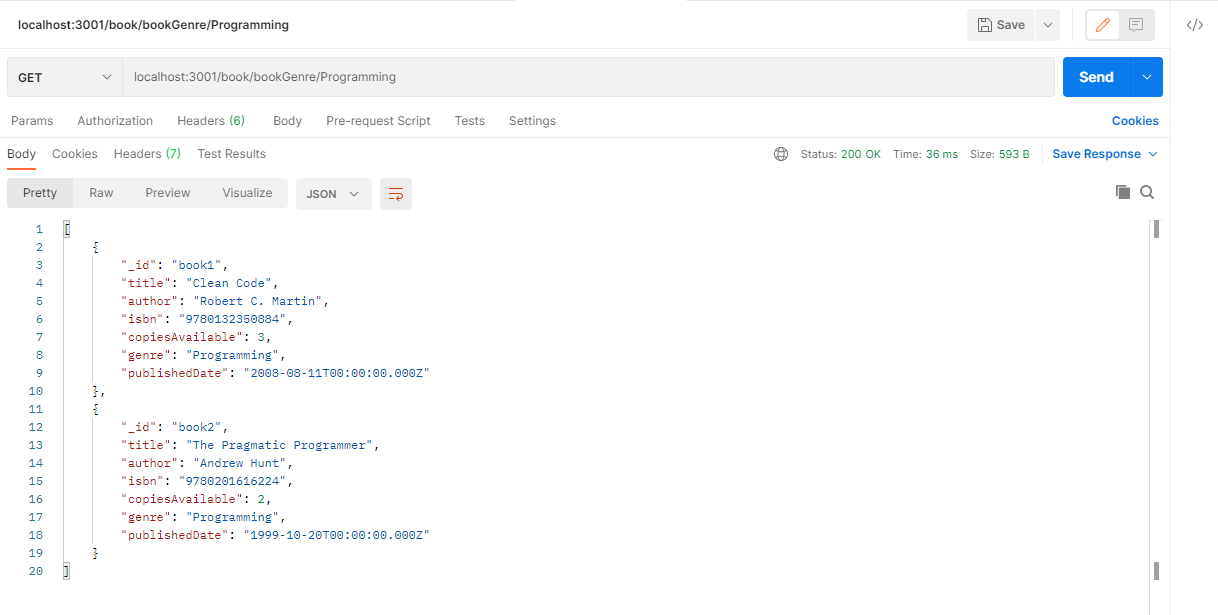 localhost:3001/book/bookGenre/Programming
Save
</>
GET
localhost:3001/book/bookGenre/Programming
Send
Params Authorization Headers (6) Body Pre-request Script Tests Settings Cookies
Body Cookies Headers (7) Test Results Status: 200 OK Time: 36 ms Size: 593 B Save Response
Pretty Raw Preview Visualize JSON
1 [
2 {
3 "_id": "book1",
4 "title": "Clean Code",
5 "author": "Robert C. Martin",
6 "isbn": "9780132350884",
7 "copiesAvailable": 3,
8 "genre": "Programming",
9 "publishedDate": "2008-08-11T00:00:00.000Z"
10 },
11 {
12 "_id": "book2",
13 "title": "The Pragmatic Programmer",
14 "author": "Andrew Hunt",
15 "isbn": "9780201616224",
16 "copiesAvailable": 2,
17 "genre": "Programming",
18 "publishedDate": "1999-10-20T00:00:00.000Z"
19 }
20 ]